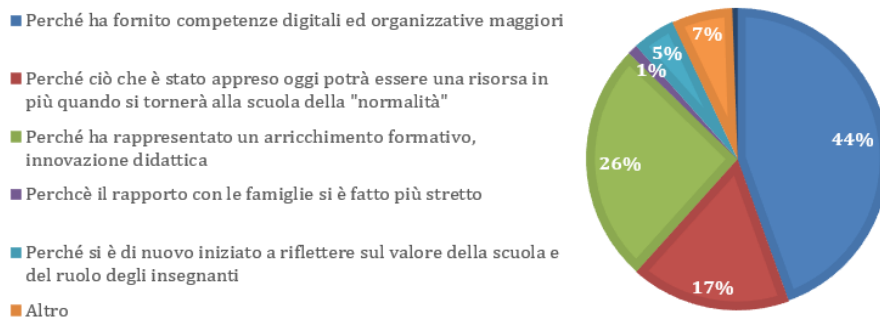 Perché ha fornito competenze digitali ed organizzative maggiori
Perché ciò che è stato appreso oggi potrà essere una risorsa in
più quando si tornerà alla scuola della "normalità"
Perché ha rappresentato un arricchimento formativo,
innovazione didattica
Perchcè il rapporto con le famiglie si è fatto più stretto
Perché si è di nuovo iniziato a riflettere sul valore della scuola e
del ruolo degli insegnanti
Altro
7%
5%
1%
44%
26%
17%